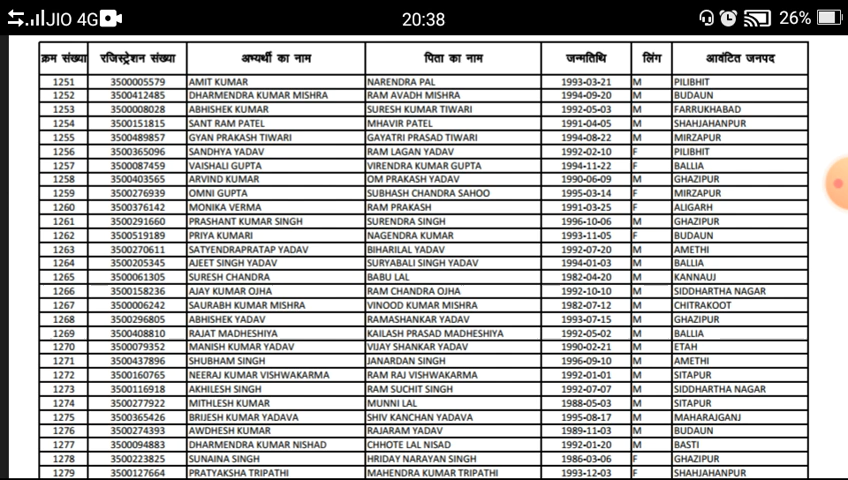 JIO 4G 20:38 26%
क्रम संख्या रजिस्ट्रेशन संख्या अभ्यर्थी का नाम पिता का नाम जन्मतिथि लिंग आवंटित जनपद
1251 3500005579 AMIT KUMAR NARENDRA PAL 1993-03-21 M PILIBHIT
1252 3500412485 DHARMENDRA KUMAR MISHRA RAM AVADH MISHRA 1994-09-20 M BUDAUN
1253 3500008028 ABHISHEK KUMAR SURESH KUMAR TIWARI 1992-05-03 M FARRUKHABAD
1254 3500151815 SANT RAM PATEL MHAVIR PATEL 1991-04-05 M SHAHJAHANPUR
1255 3500489857 GYAN PRAKASH TIWARI GAYATRI PRASAD TIWARI 1994-08-22 M MIRZAPUR
1256 3500365096 SANDHYA YADAV RAM LAGAN YADAV 1992-02-10 F PILIBHIT
1257 3500087459 VAISHALI GUPTA VIRENDRA KUMAR GUPTA 1994-11-22 F BALLIA
1258 3500403565 ARVIND KUMAR OM PRAKASH YADAV 1990-06-09 M GHAZIPUR
1259 3500276939 OMNI GUPTA SUBHASH CHANDRA SAHOO 1995-03-14 F MIRZAPUR
1260 3500376142 MONIKA VERMA RAM PRAKASH 1991-03-25 F ALIGARH
1261 3500291660 PRASHANT KUMAR SINGH SURENDRA SINGH 1996-10-06 M GHAZIPUR
1262 3500519189 PRIYA KUMARI NAGENDRA KUMAR 1993-11-05 F BUDAUN
1263 3500270611 SATYENDRAPRATAP YADAV BIHARILAL YADAV 1992-07-20 M AMETHI
1264 3500205345 AJEET SINGH YADAV SURYABALI SINGH YADAV 1994-01-03 M BALLIA
1265 3500061305 SURESH CHANDRA BABU LAL 1982-04-20 M KANNAUJ
1266 3500158236 AJAY KUMAR OJHA RAM CHANDRA OJHA 1992-10-10 M SIDDHARTHA NAGAR
1267 3500006242 SAURABH KUMAR MISHRA VINOOD KUMAR MISHRA 1982-07-12 M CHITRAKOOT
1268 3500296805 ABHISHEK YADAV RAMASHANKAR YADAV 1993-07-15 M GHAZIPUR
1269 3500408810 RAJAT MADHESHIYA KAILASH PRASAD MADHESHIYA 1992-05-02 M BALLIA
1270 3500079352 MANISH KUMAR YADAV VIJAY SHANKAR YADAV 1990-02-21 M ETAH
1271 3500437896 SHUBHAM SINGH JANARDAN SINGH 1996-09-10 M AMETHI
1272 3500160765 NEERAJ KUMAR VISHWAKARMA RAM RAJ VISHWAKARMA 1992-01-01 M SITAPUR
1273 3500116918 AKHILESH SINGH RAM SUCHIT SINGH 1992-07-07 M SIDDHARTHA NAGAR
1274 3500277922 MITHLESH KUMAR MUNNI LAL 1988-05-03 M SITAPUR
1275 3500365426 BRIJESH KUMAR YADAVA SHIV KANCHAN YADAVA 1995-08-17 M MAHARAJGANJ
1276 3500274393 AWDHESH KUMAR RAJARAM YADAV 1989-11-03 M BUDAUN
1277 3500094883 DHARMENDRA KUMAR NISHAD CHHOTE LAL NISAD 1992-01-20 M BASTI
1278 3500223825 SUNAINA SINGH HRIDAY NARAYAN SINGH 1986-03-06 F GHAZIPUR
1279 3500127664 PRATYAKSHA TRIPATHI MAHENDRA KUMAR TRIPATHI 1993-12-03 F SHAHJAHANPUR